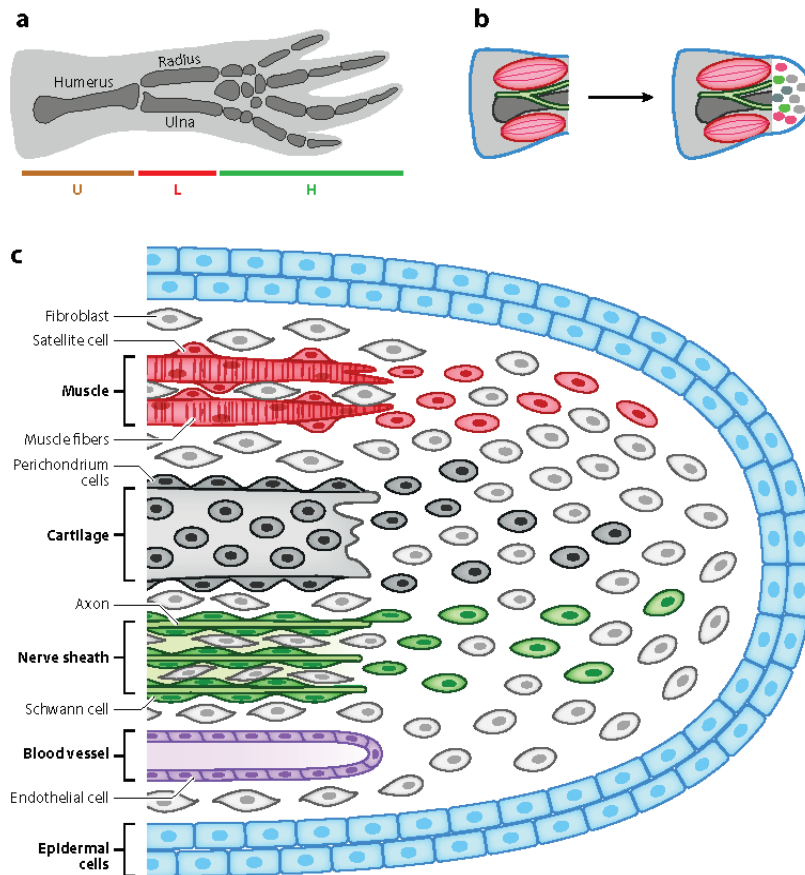 a
Radius
Humerus
Ulna
U
L
H
b
c
Fibroblast
Satellite cell
Muscle
Muscle fibers
Perichondrium
cells
Cartilage
Axon
Nerve sheath
Schwann cell
Blood vessel
Endothelial cell
Epidermal
cells